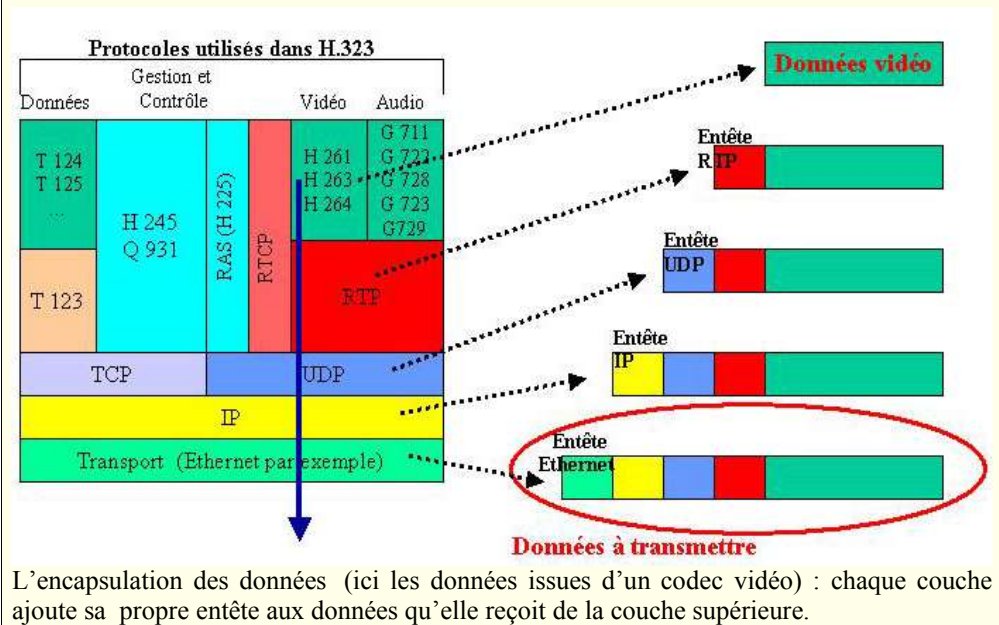 Protocoles utilisés dans H.323
Gestion et
Contrôle
Données
Vidéo
Audio
T 124
T 125
...
T 123
H 245
Q 931
RAS (H 225)
RTCP
H 261
H 263
H 264
G 711
G 722
G 728
G 723
G729
RTP
TCP
UDP
IP
Transport (Ethernet par exemple)
Données vidéo
Entête
RTP
Entête
UDP
Entête
IP
Entête
Ethernet
Données à transmettre
L’encapsulation des données (ici les données issues d’un codec vidéo) : chaque couche
ajoute sa propre entête aux données qu’elle reçoit de la couche supérieure.